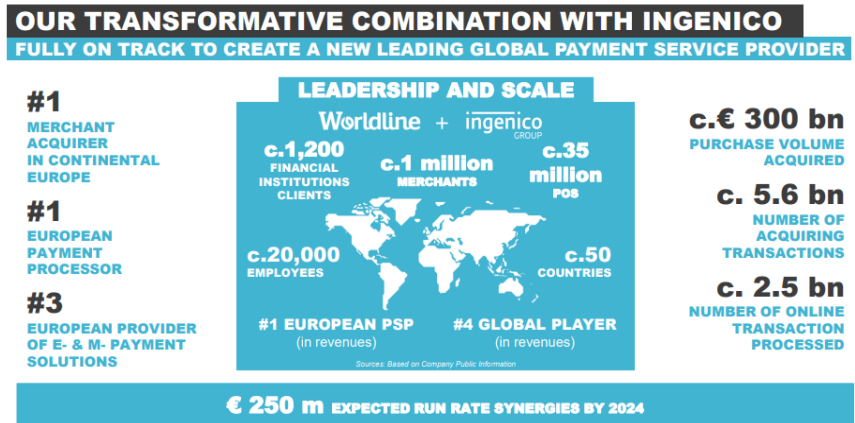 OUR TRANSFORMATIVE COMBINATION WITH INGENICO
FULLY ON TRACK TO CREATE A NEW LEADING GLOBAL PAYMENT SERVICE PROVIDER
#1
MERCHANT
ACQUIRER
IN CONTINENTAL
EUROPE
#1
EUROPEAN
PAYMENT
PROCESSOR
#3
EUROPEAN PROVIDER
OF E- & M- PAYMENT
SOLUTIONS
LEADERSHIP AND SCALE
Worldline + ingenico
GROUP
c.1,200
FINANCIAL
INSTITUTIONS
CLIENTS
c.1 million
MERCHANTS
c.35
million
POS
c.20,000
EMPLOYEES
c.50
COUNTRIES
#1 EUROPEAN PSP
(in revenues)
#4 GLOBAL PLAYER
(in revenues)
Sources: Based on Company Public Information
c.€ 300 bn
PURCHASE VOLUME
ACQUIRED
c. 5.6 bn
NUMBER OF
ACQUIRING
TRANSACTIONS
c. 2.5 bn
NUMBER OF ONLINE
TRANSACTION
PROCESSED
€ 250 m EXPECTED RUN RATE SYNERGIES BY 2024